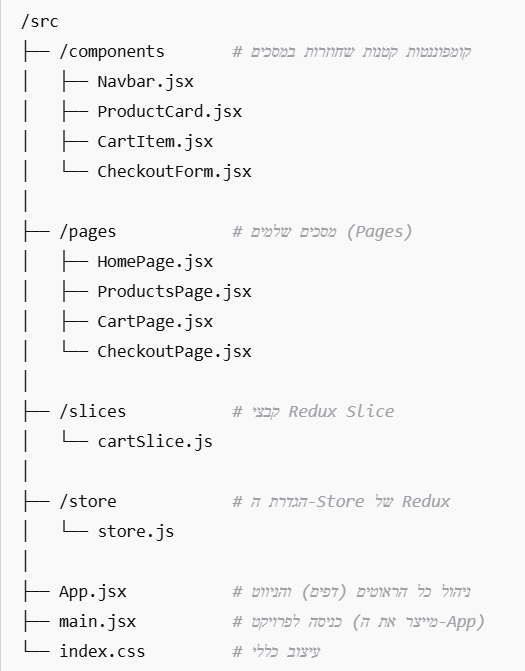 /src
├── /components       # קומפוננטות קטנות שחוזרות במסכים
│   ├── Navbar.jsx
│   ├── ProductCard.jsx
│   ├── CartItem.jsx
│   └── CheckoutForm.jsx
│
├── /pages            # מסכים שלמים (Pages)
│   ├── HomePage.jsx
│   ├── ProductsPage.jsx
│   ├── CartPage.jsx
│   └── CheckoutPage.jsx
│
├── /slices           # קבצי Redux Slice
│   └── cartSlice.js
│
├── /store            # הגדרת ה-Store של Redux
│   └── store.js
│
├── App.jsx           # ניהול כל הראוטים (דפים) והניווט
├── main.jsx          # כניסה לפרויקט (מייצר את ה-App)
└── index.css         # עיצוב כללי